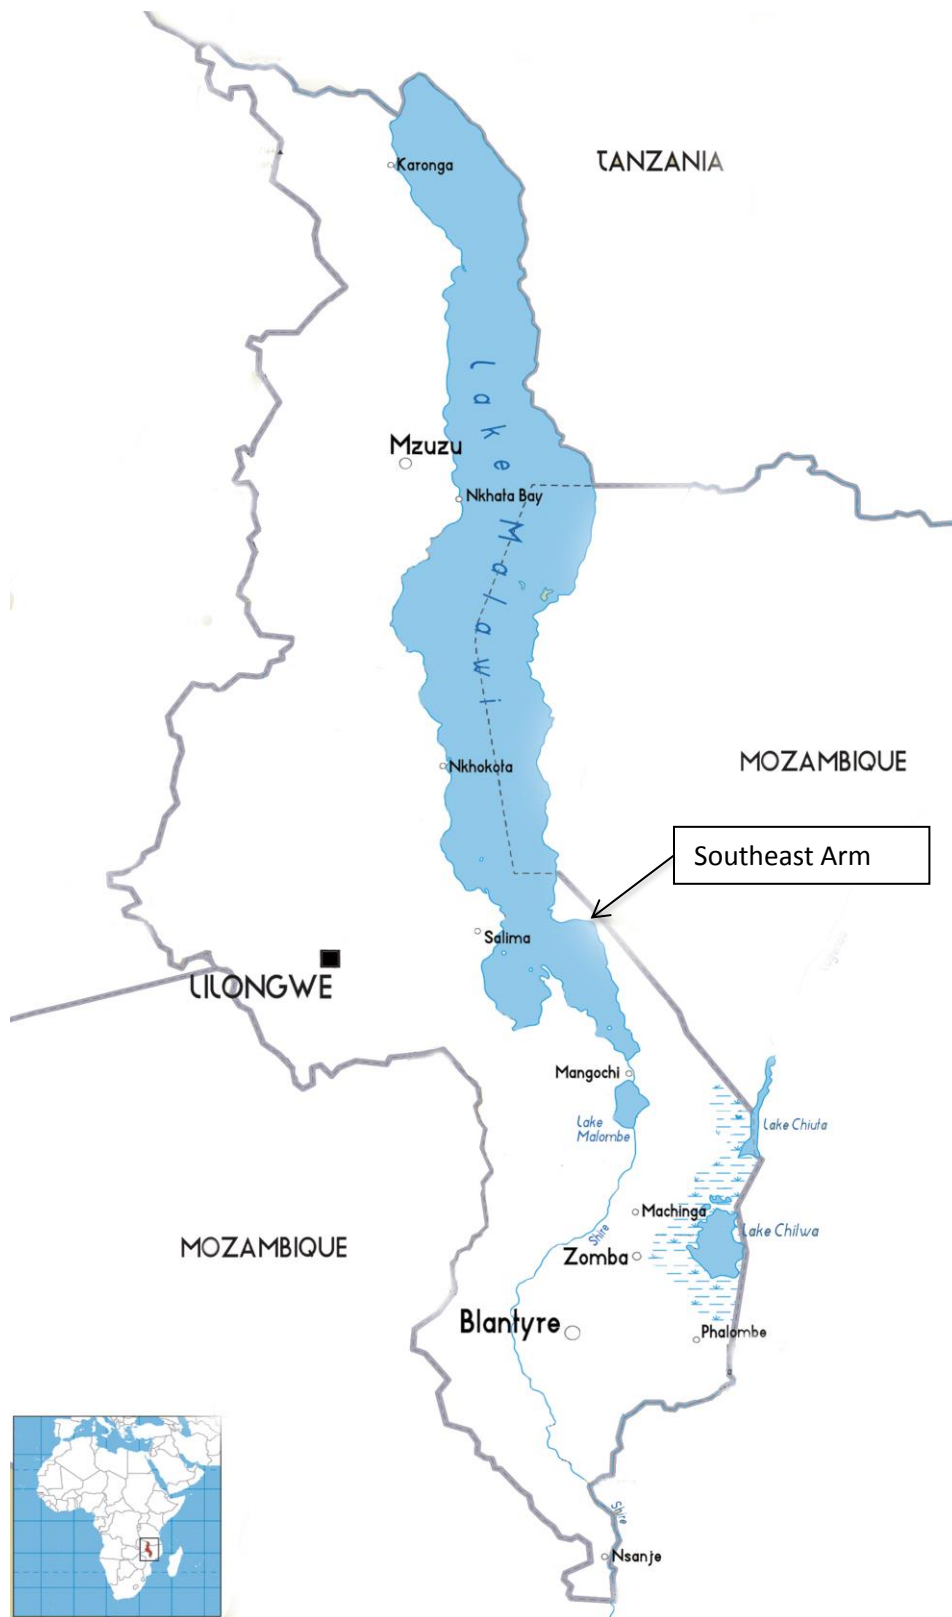 Karonga
TANZANIA
Lake Malawi
Mzuzu
Nkhata Bay
Nkhokota
MOZAMBIQUE
Southeast Arm
Salima
LILONGWE
Mangochi
Lake
Malombe
Lake Chiuta
Machinga
Shire
Lake Chilwa
MOZAMBIQUE
Zomba
Blantyre
Phalombe
Shire
Nsanje